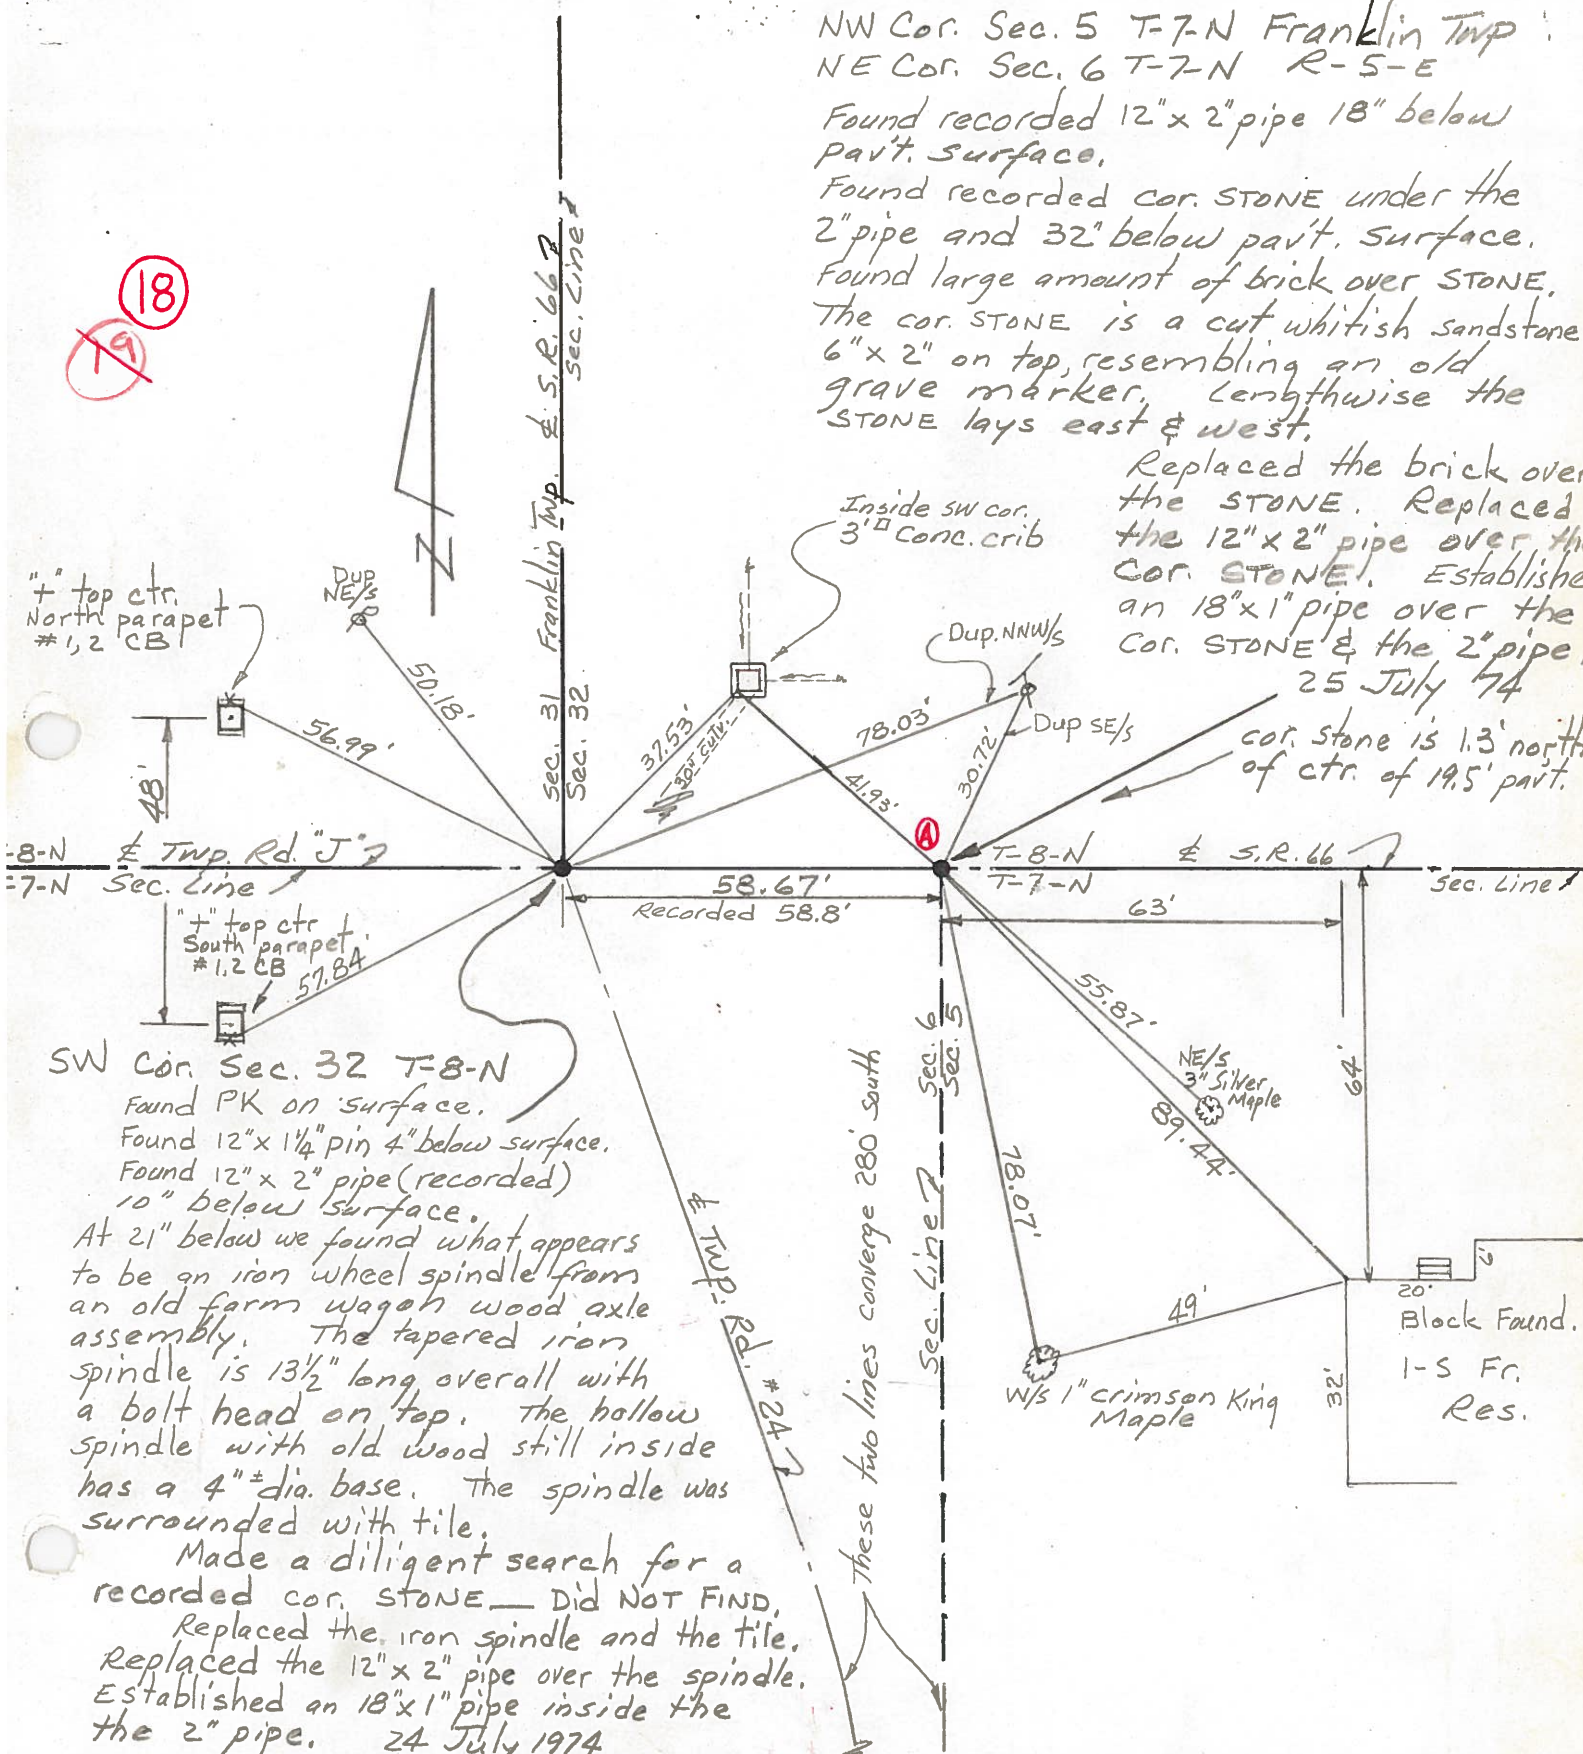 NW Cor. Sec. 5 T-7-N Franklin Twp.
NE Cor. Sec. 6 T-7-N R-5-E
Found recorded 12" x 2" pipe 18" below
pav't. surface.
Found recorded cor. STONE under the
2" pipe and 32" below pav't. surface.
Found large amount of brick over STONE.
The cor. STONE is a cut whitish sandstone
6" x 2" on top, resembling an old
grave marker. Lengthwise the
STONE lays east & west.
Replaced the brick over
the STONE. Replaced
the 12" x 2" pipe over the
Cor. STONE. Establishe
an 18" x 1" pipe over the
Cor. STONE & the 2" pipe.
25 July 74
cor. stone is 1.3' north
of ctr. of 19.5' pav't.
18
19
Franklin Twp.
℄ S.R. 66
Sec. Line
Sec. 31
Sec. 32
N
Inside SW cor.
3'□ Conc. crib
"+" top ctr.
North parapet
#1,2 CB
Dup
NE/s
50.18'
56.99'
48'
37.53'
30" Culv.
78.03'
Dup. NNW/s
Dup SE/s
30.72'
41.93'
A
-8-N
=7-N
℄ Twp. Rd. "J"
Sec. Line
T-8-N
T-7-N
℄ S.R. 66
Sec. Line
58.67'
Recorded 58.8'
63'
"+" top ctr
South parapet
#1,2 CB
57.84
SW Cor. Sec. 32 T-8-N
Found PK on surface.
Found 12" x 1¼" pin 4" below surface.
Found 12" x 2" pipe (recorded)
10" below surface.
At 21" below we found what appears
to be an iron wheel spindle from
an old farm wagon wood axle
assembly. The tapered iron
spindle is 13½" long overall with
a bolt head on top. The hollow
spindle with old wood still inside
has a 4"± dia. base. The spindle was
surrounded with tile.
Made a diligent search for a
recorded cor. STONE — Did NOT FIND.
Replaced the iron spindle and the tile.
Replaced the 12" x 2" pipe over the spindle.
Established an 18" x 1" pipe inside the
the 2" pipe. 24 July 1974
℄ TWP. Rd. #24
These two lines converge 280' south
Sec. Line
Sec. 6
Sec. 5
55.87'
NE/s
3" Silver
Maple
89.44'
78.07'
49'
W/s 1" Crimson King
Maple
64'
20'
6'
32'
Block Found.
1-S Fr.
Res.